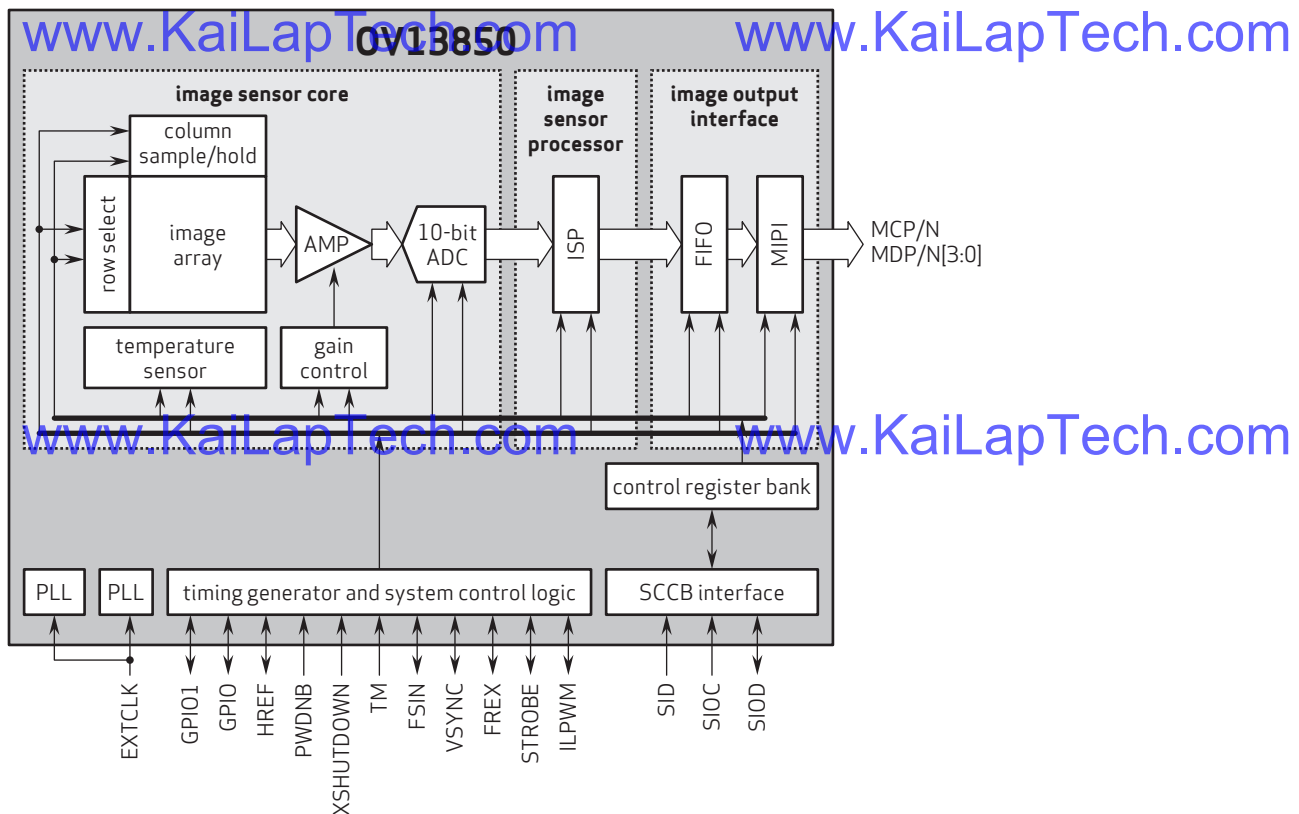 www.KaiLapTech.com
www.KaiLapTech.com
OV13850
image sensor core
image
sensor
processor
image output
interface
column
sample/hold
row select
image
array
AMP
10-bit
ADC
ISP
FIFO
MIPI
MCP/N
MDP/N[3:0]
temperature
sensor
gain
control
www.KaiLapTech.com
www.KaiLapTech.com
control register bank
PLL
PLL
timing generator and system control logic
SCCB interface
EXTCLK
GPIO1
GPIO
HREF
PWDNB
XSHUTDOWN
TM
FSIN
VSYNC
FREX
STROBE
ILPWM
SID
SIOC
SIOD